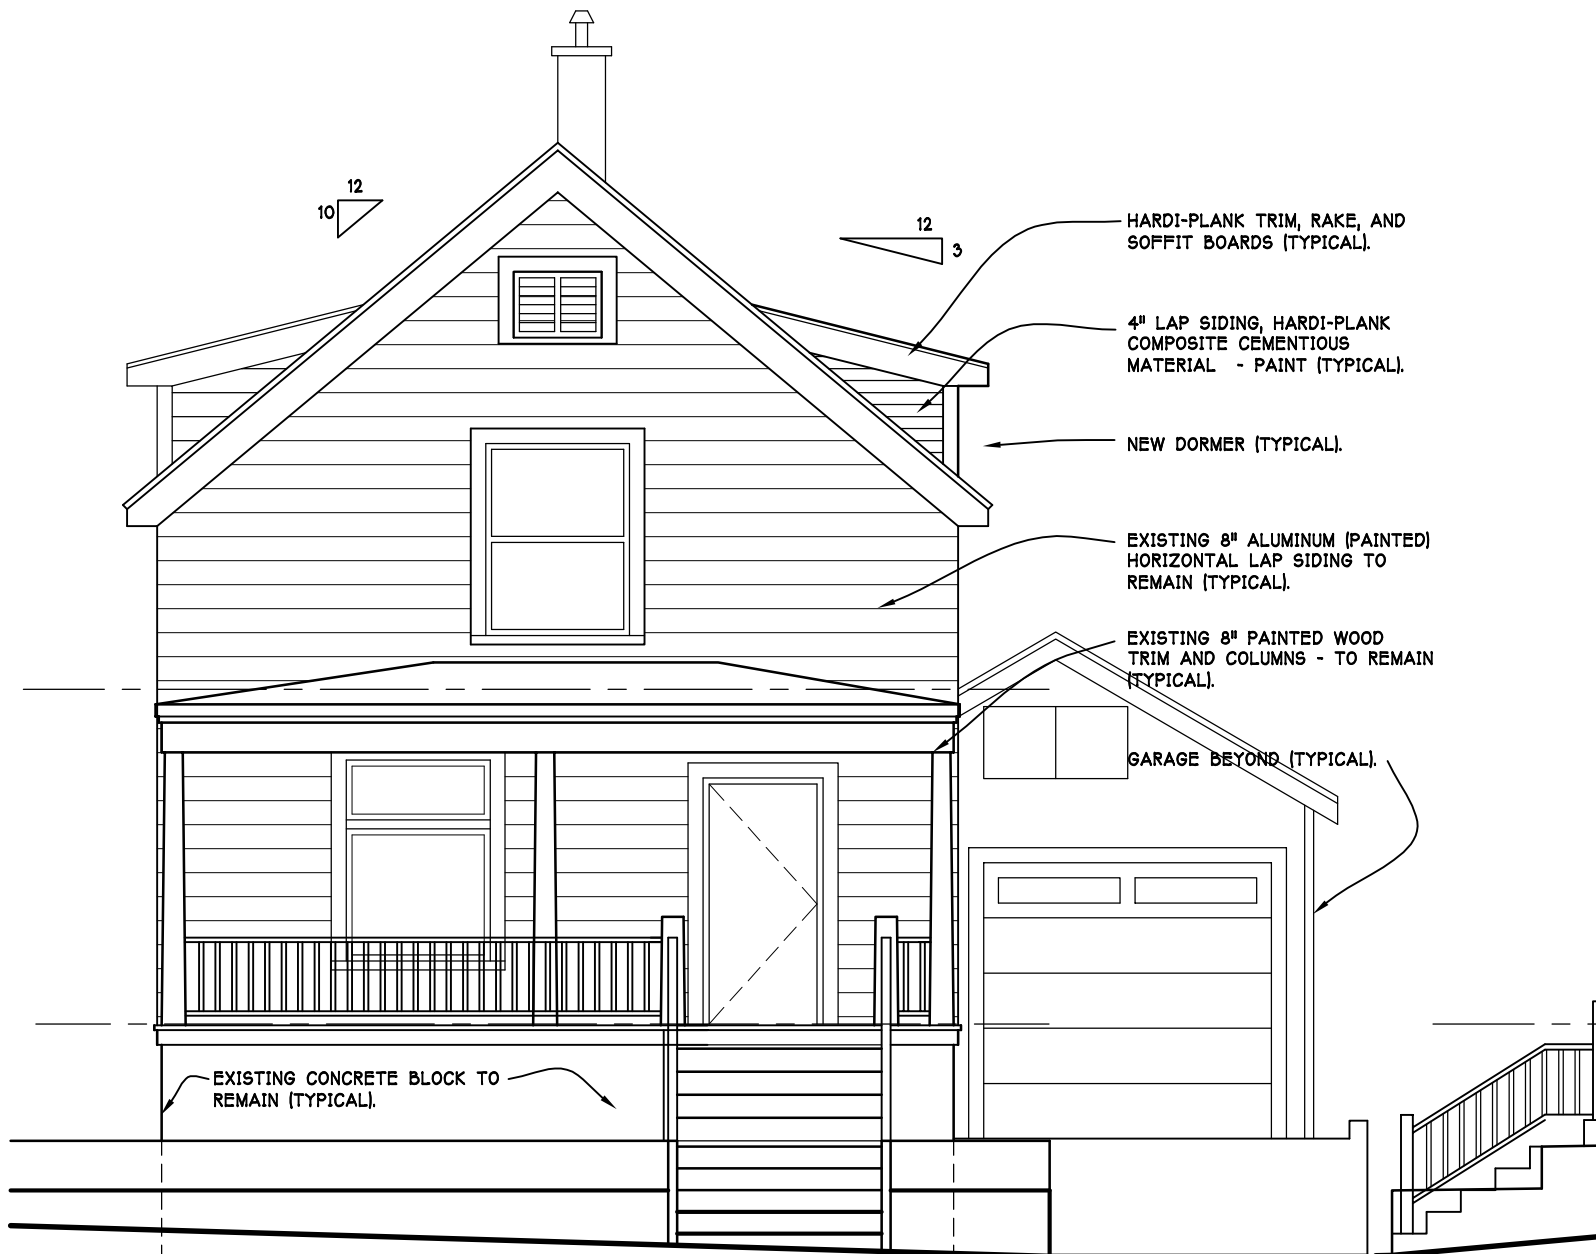 12
10
12
3
HARDI-PLANK TRIM, RAKE, AND
SOFFIT BOARDS (TYPICAL).
4" LAP SIDING, HARDI-PLANK
COMPOSITE CEMENTIOUS
MATERIAL - PAINT (TYPICAL).
NEW DORMER (TYPICAL).
EXISTING 8" ALUMINUM (PAINTED)
HORIZONTAL LAP SIDING TO
REMAIN (TYPICAL).
EXISTING 8" PAINTED WOOD
TRIM AND COLUMNS - TO REMAIN
(TYPICAL).
GARAGE BEYOND (TYPICAL).
EXISTING CONCRETE BLOCK TO
REMAIN (TYPICAL).